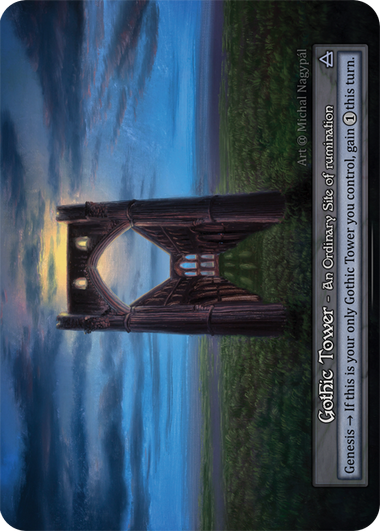 Art © Michal Nagypál
Gothic Tower – An Ordinary Site of rumination
Genesis → If this is your only Gothic Tower you control, gain ① this turn.